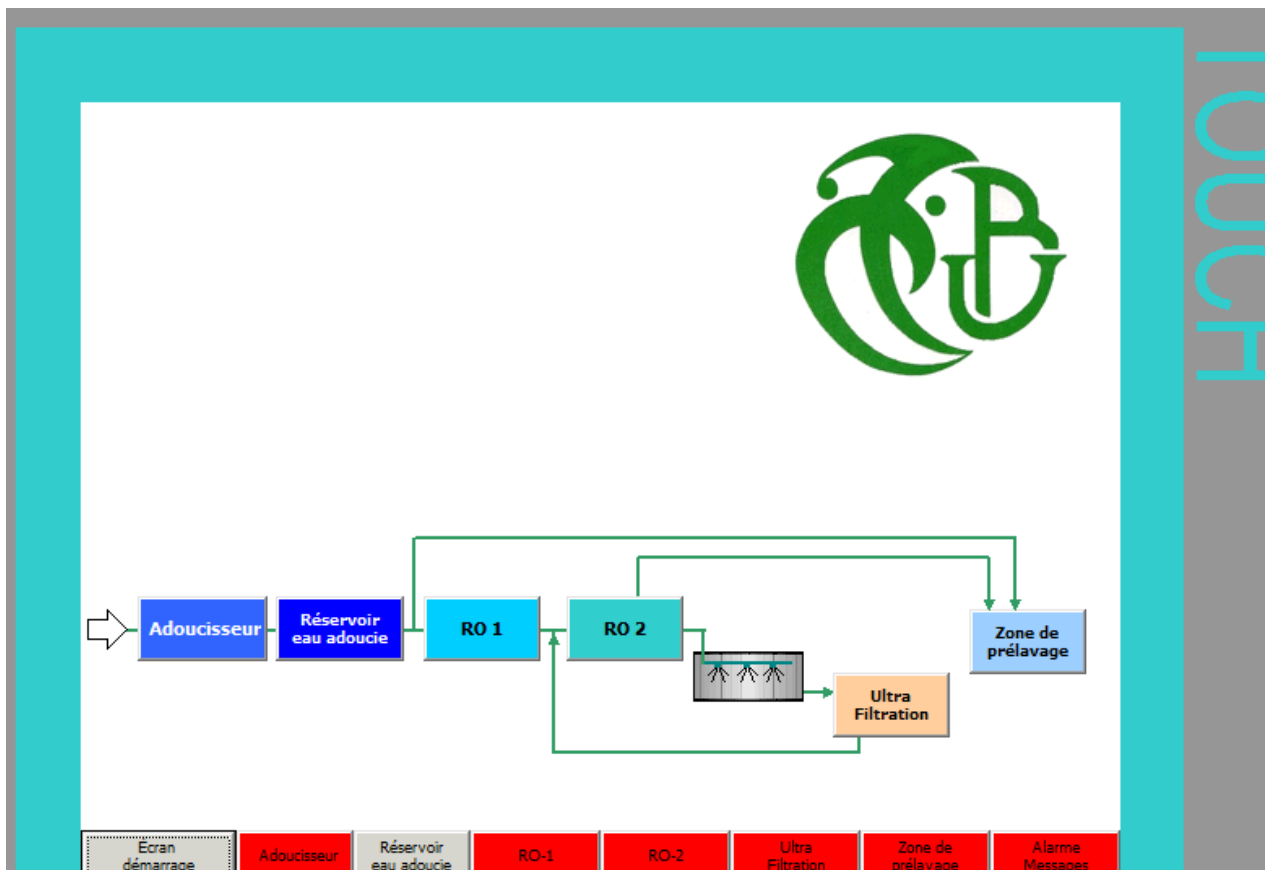 TOUCH
Adoucisseur
Réservoir
eau adoucie
RO 1
RO 2
Zone de
prélavage
Ultra
Filtration
Ecran
démarrage
Adoucisseur
Réservoir
eau adoucie
RO-1
RO-2
Ultra
Filtration
Zone de
prélavage
Alarme
Messages